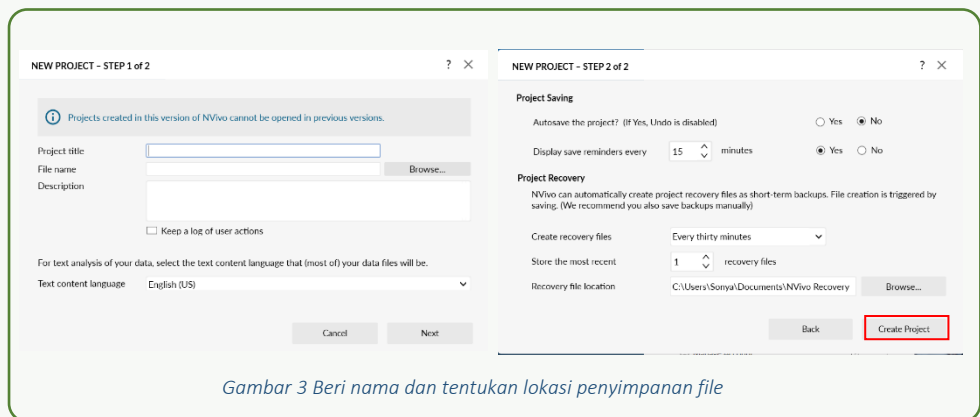 NEW PROJECT – STEP 1 of 2 ? ×
Projects created in this version of NVivo cannot be opened in previous versions.
Project title
File name Browse...
Description
Keep a log of user actions
For text analysis of your data, select the text content language that (most of) your data files will be.
Text content language English (US)
Cancel Next
NEW PROJECT – STEP 2 of 2 ? ×
Project Saving
Autosave the project? (If Yes, Undo is disabled) Yes No
Display save reminders every 15 minutes Yes No
Project Recovery
NVivo can automatically create project recovery files as short-term backups. File creation is triggered by
saving. (We recommend you also save backups manually)
Create recovery files Every thirty minutes
Store the most recent 1 recovery files
Recovery file location C:\Users\Sonya\Documents\NVivo Recovery Browse...
Back Create Project
Gambar 3 Beri nama dan tentukan lokasi penyimpanan file